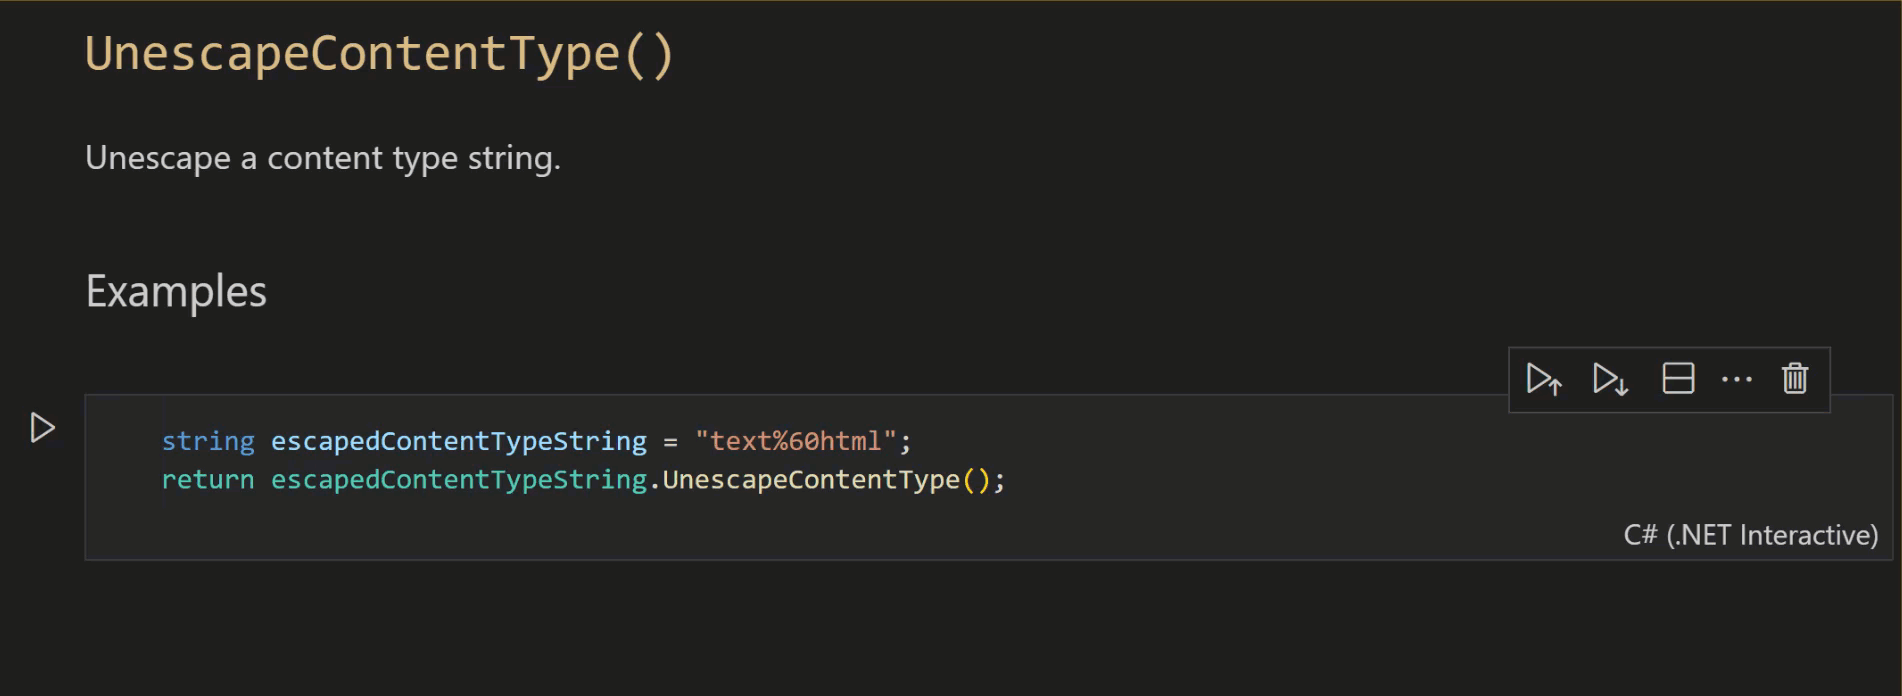 UnescapeContentType()
Unescape a content type string.
Examples
string escapedContentTypeString = "text%60html";
return escapedContentTypeString.UnescapeContentType();
C# (.NET Interactive)